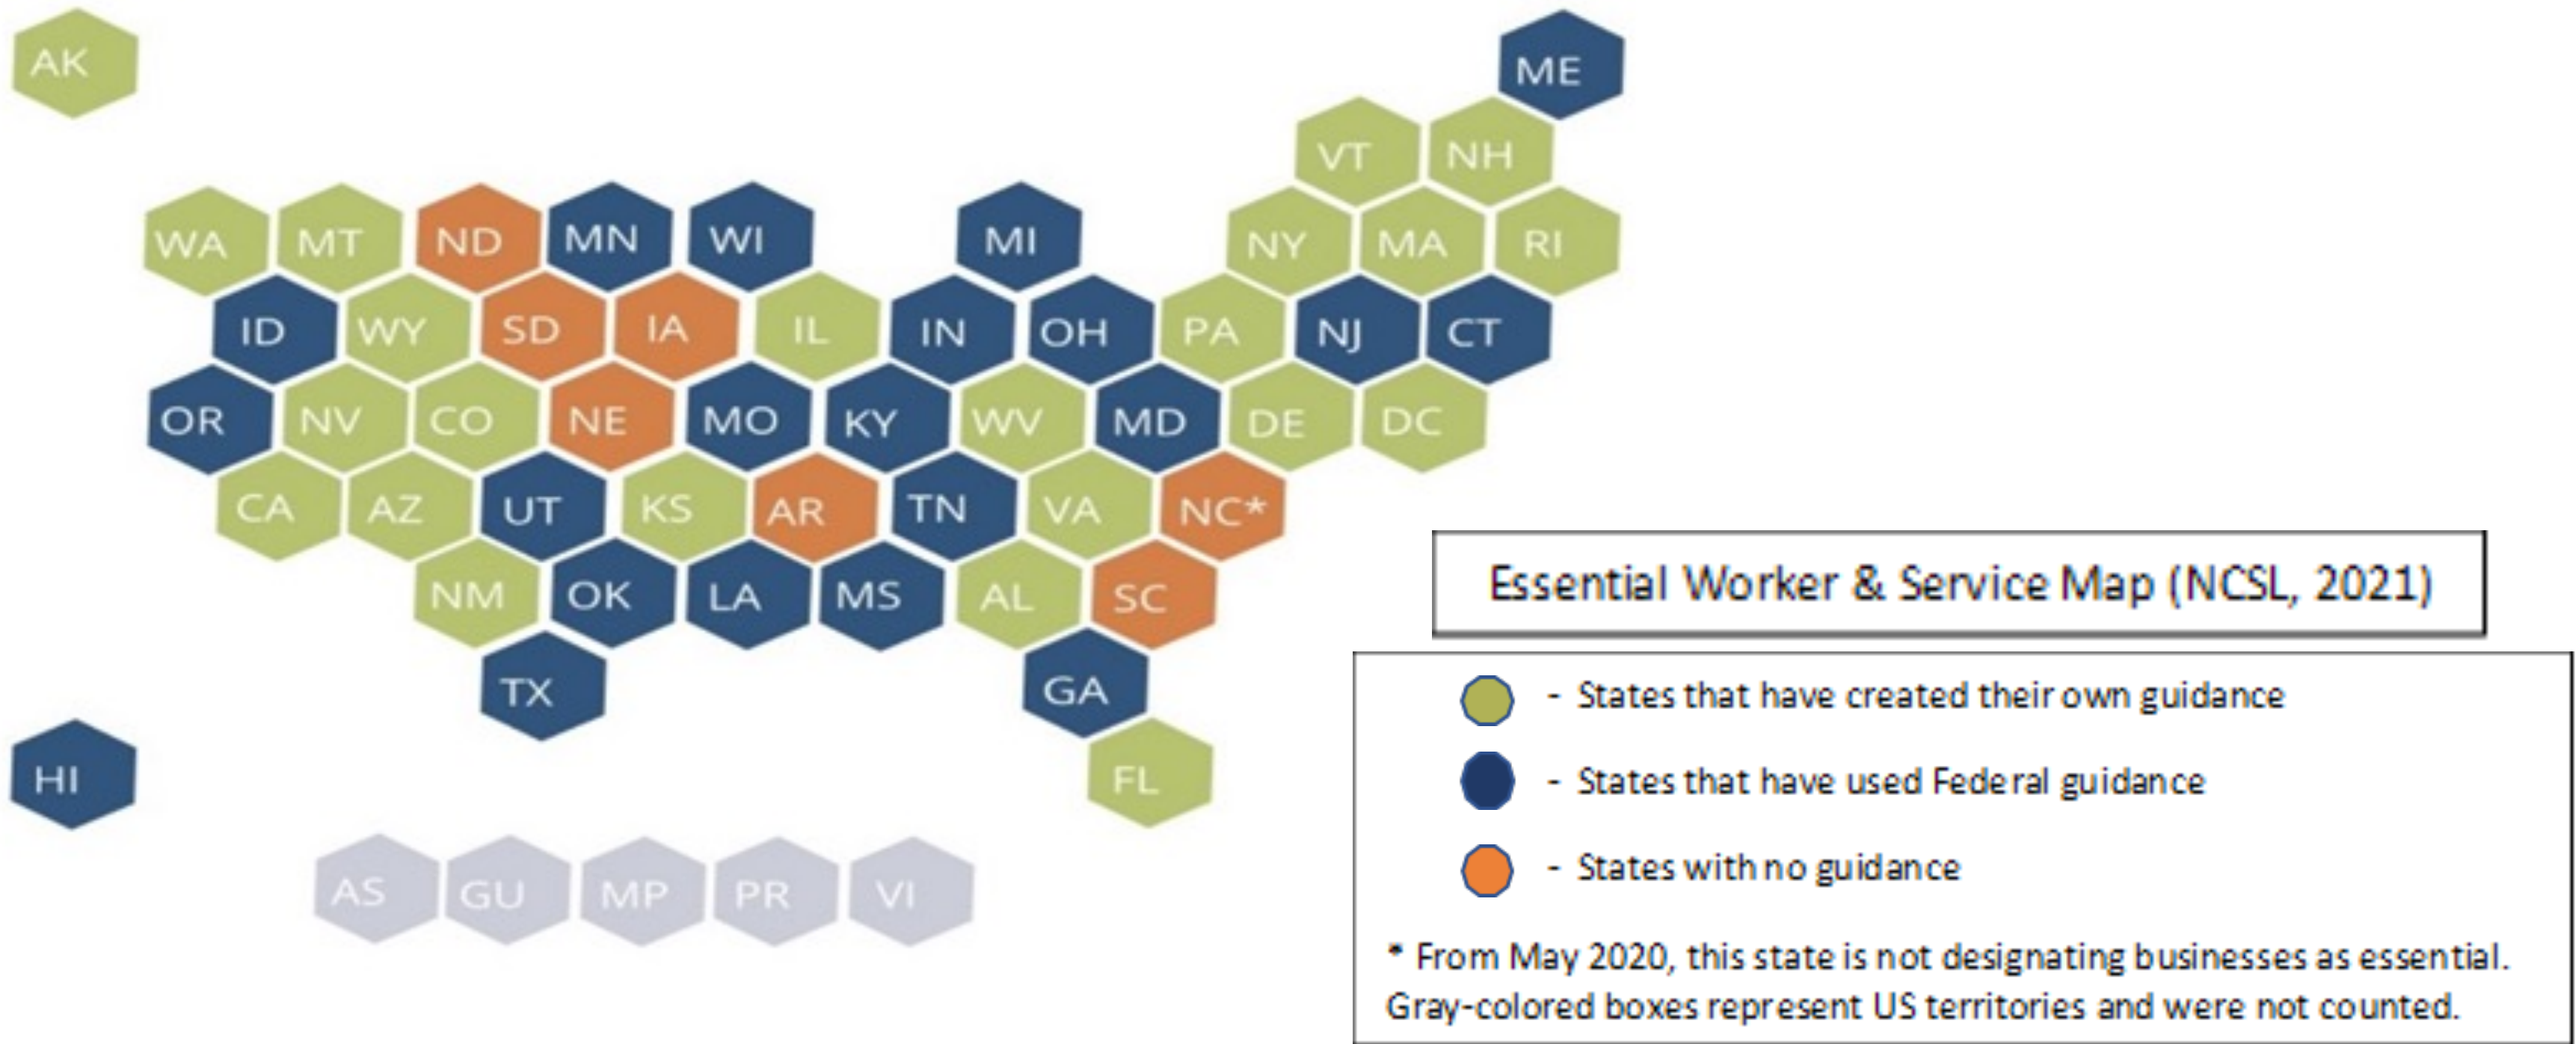 AK
ME
VT NH
WA MT ND MN WI MI NY MA RI
ID WY SD IA IL IN OH PA NJ CT
OR NV CO NE MO KY WV MD DE DC
CA AZ UT KS AR TN VA NC*
NM OK LA MS AL SC
TX GA
HI FL
AS GU MP PR VI
Essential Worker & Service Map (NCSL, 2021)
- States that have created their own guidance
- States that have used Federal guidance
- States with no guidance
* From May 2020, this state is not designating businesses as essential.
Gray-colored boxes represent US territories and were not counted.